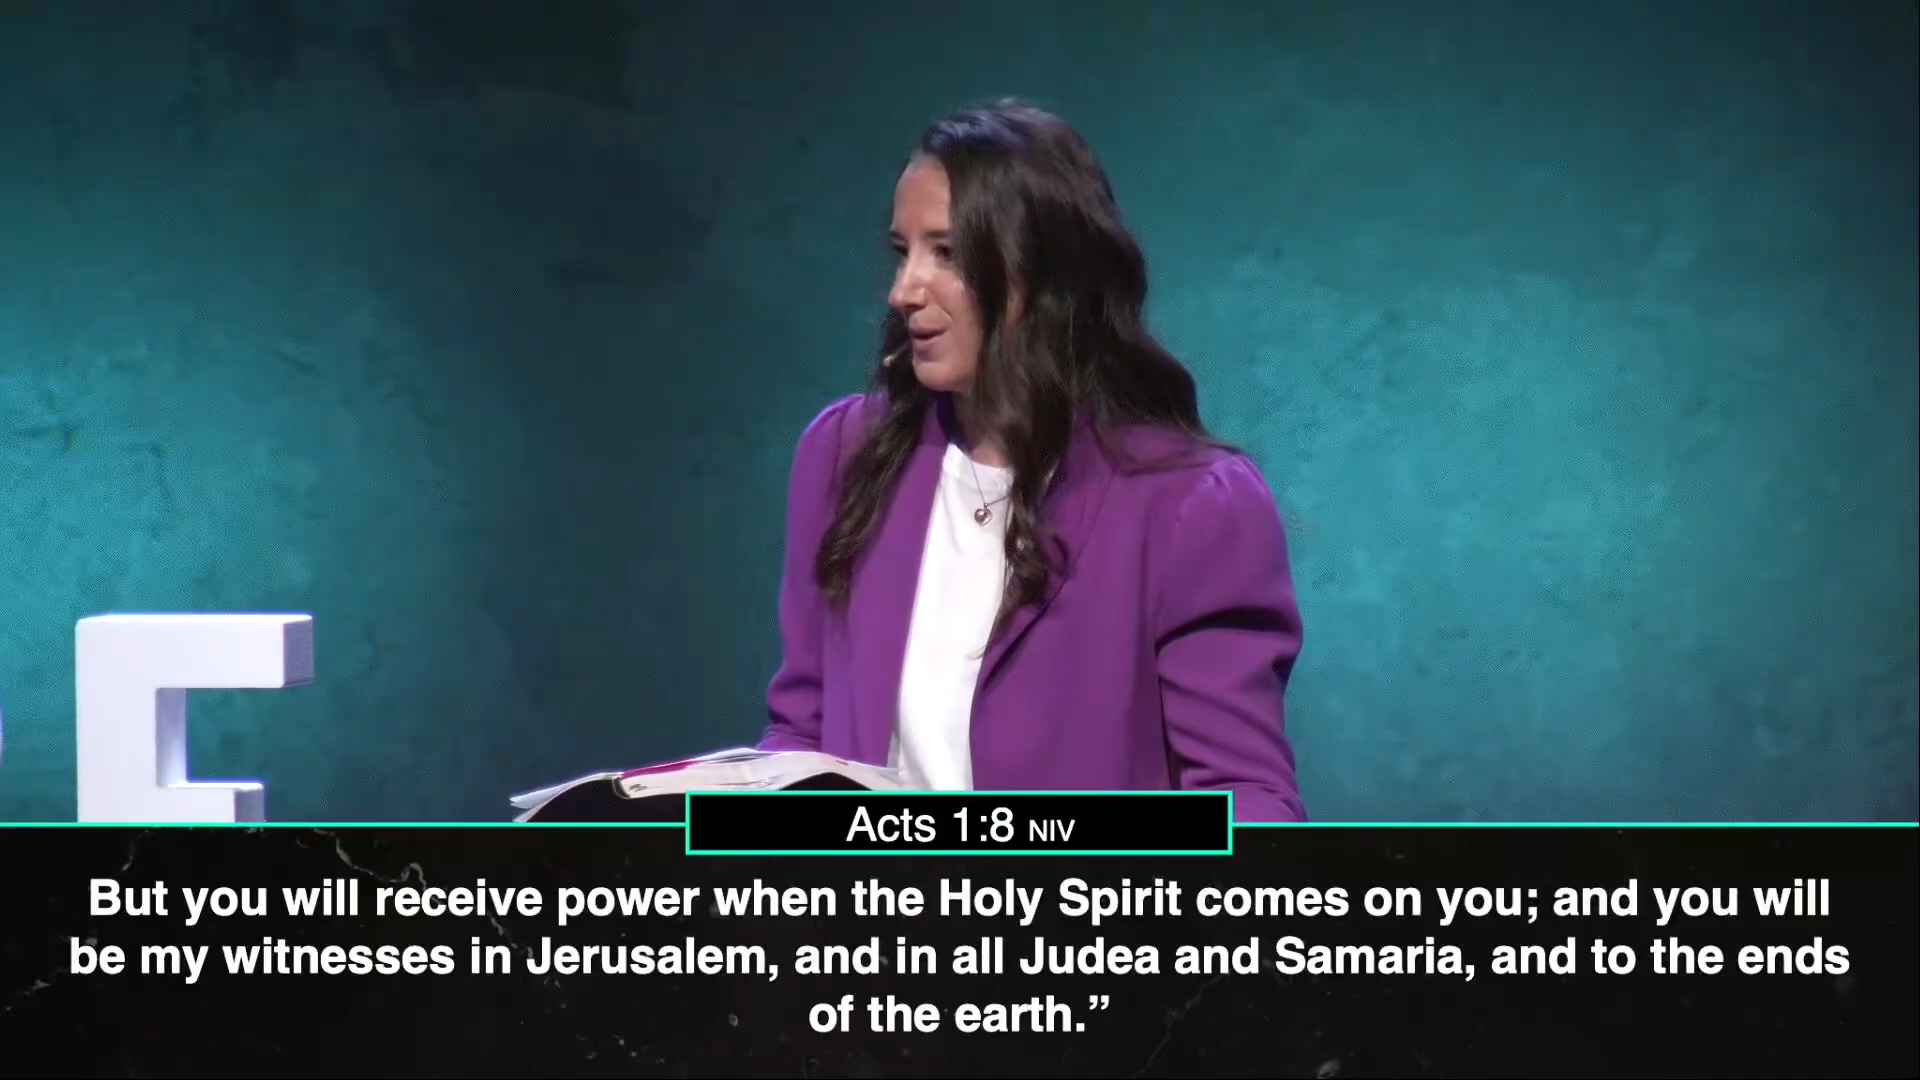 E
Acts 1:8 NIV
But you will receive power when the Holy Spirit comes on you; and you will
be my witnesses in Jerusalem, and in all Judea and Samaria, and to the ends
of the earth.”